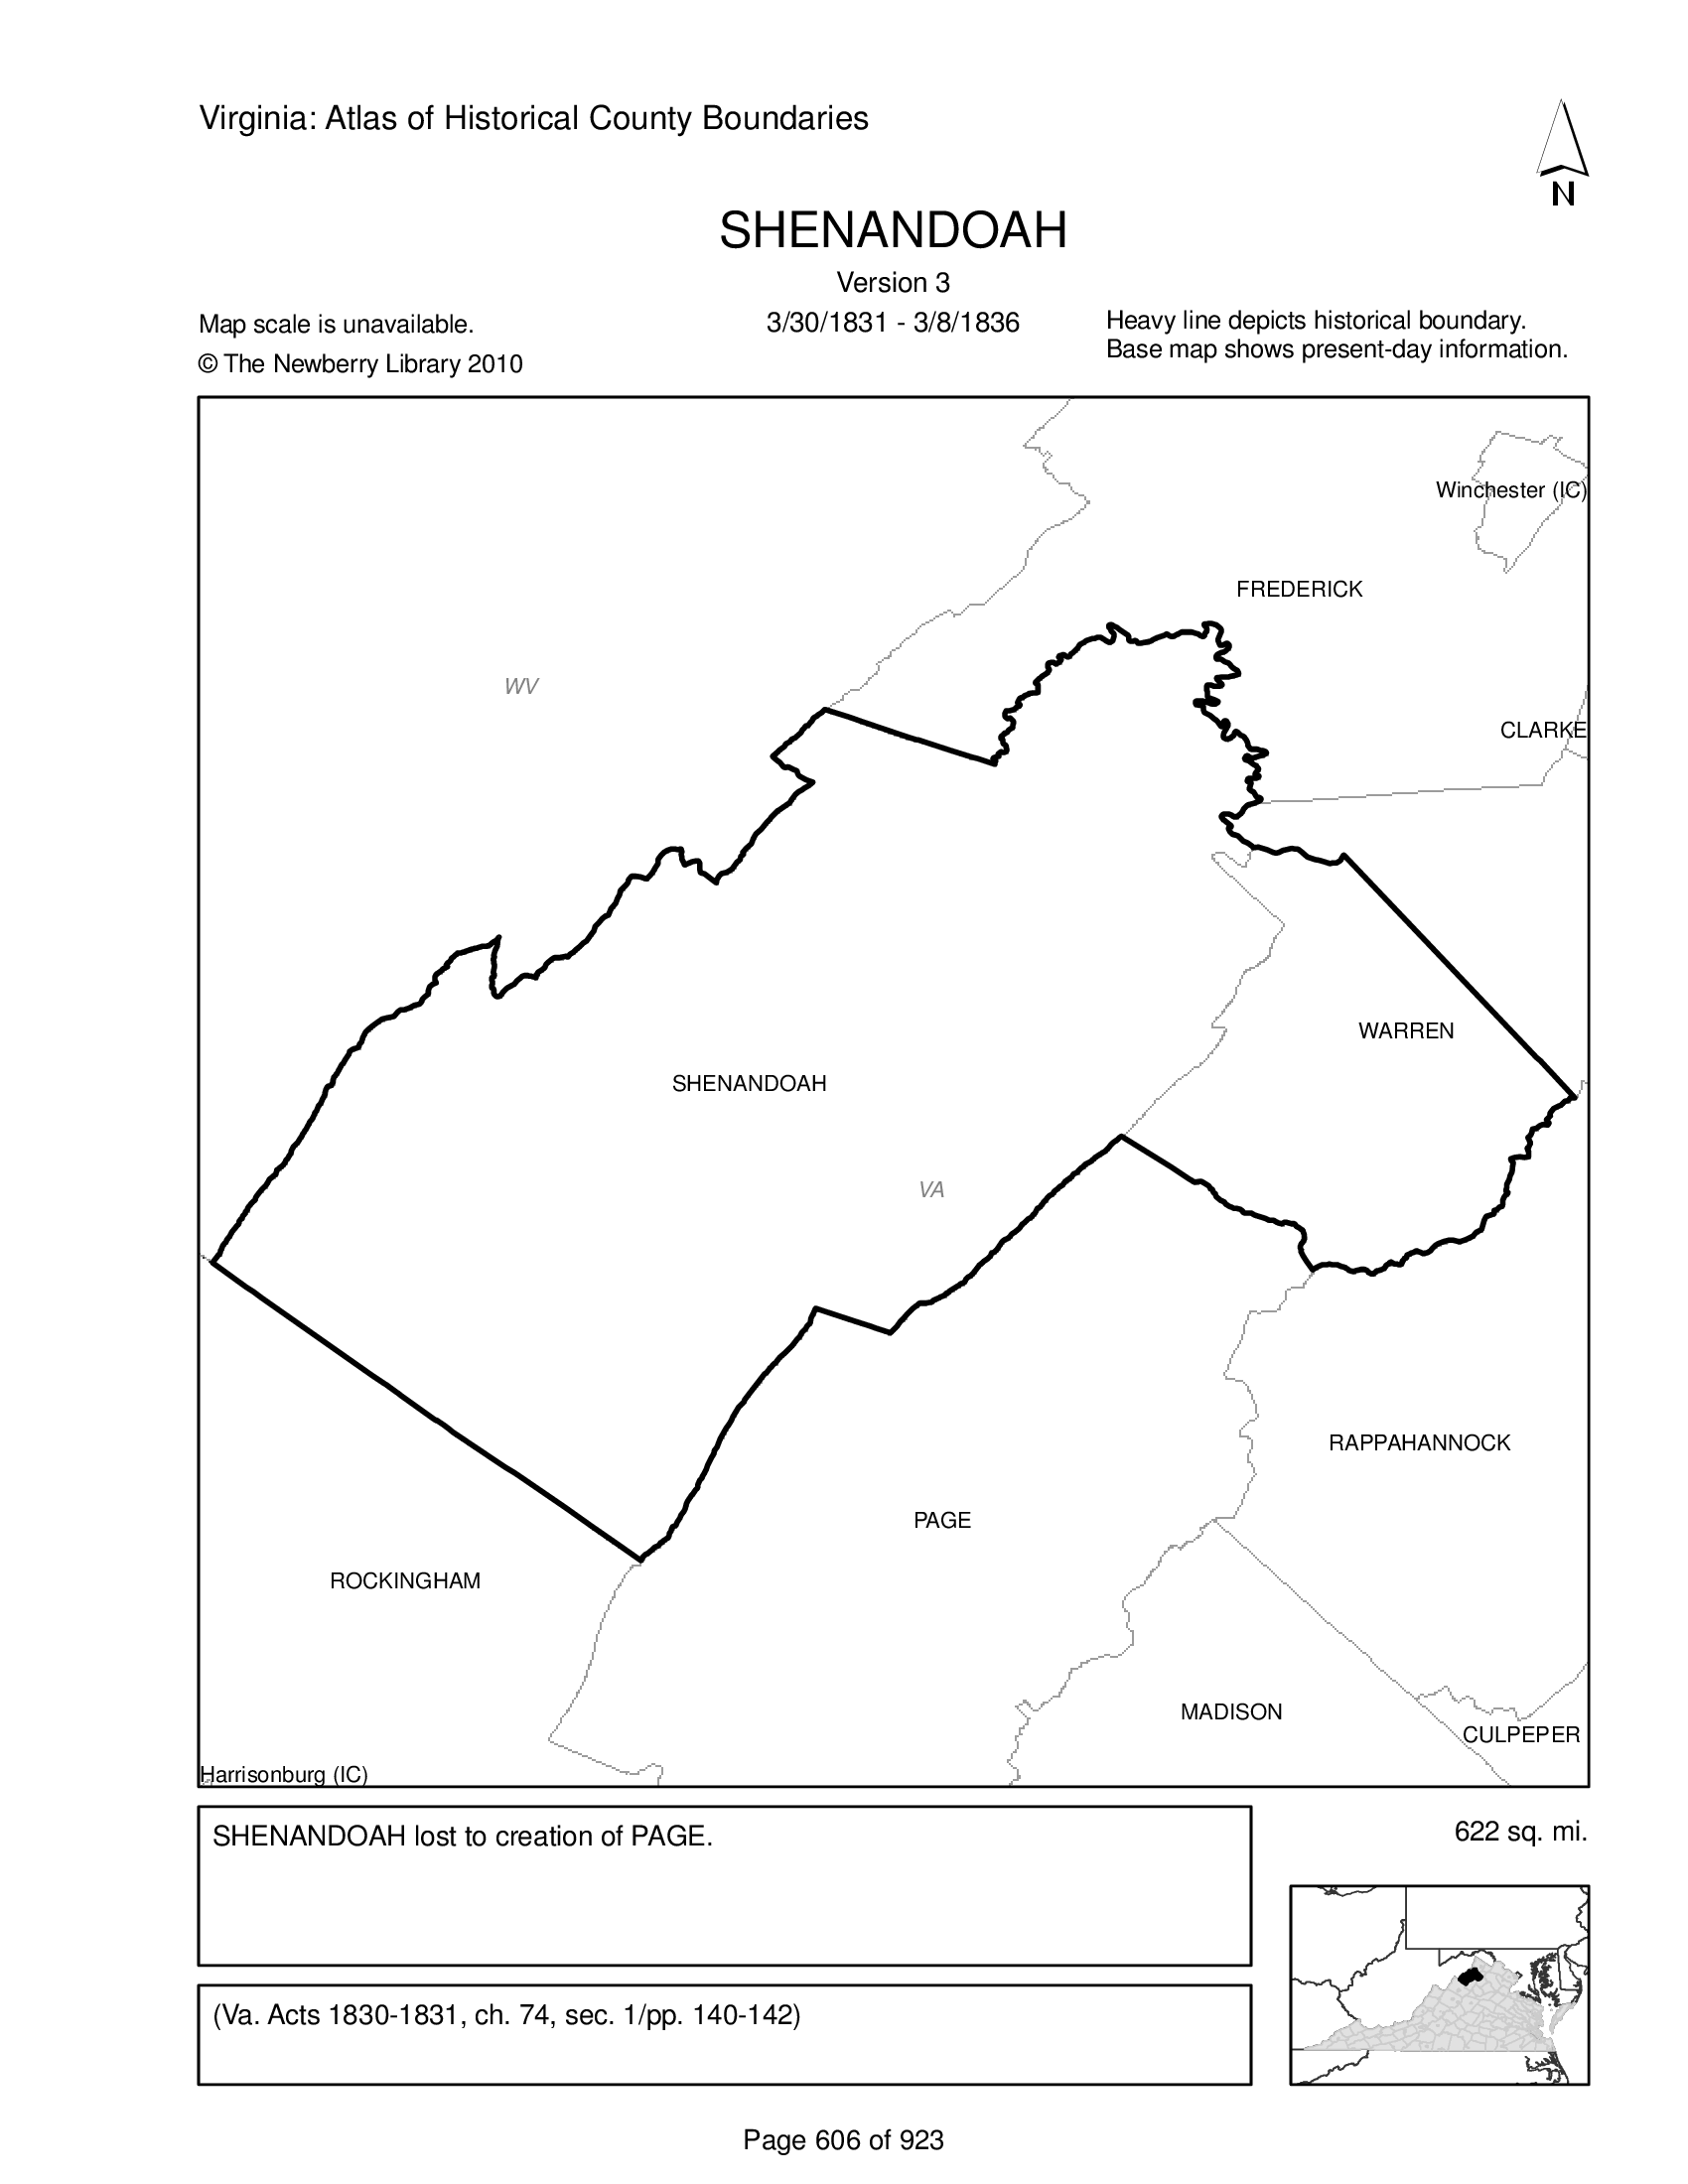 Virginia: Atlas of Historical County Boundaries
N
SHENANDOAH
Version 3
3/30/1831 - 3/8/1836
Map scale is unavailable.
© The Newberry Library 2010
Heavy line depicts historical boundary.
Base map shows present-day information.
Winchester (IC)
FREDERICK
WV
CLARKE
WARREN
SHENANDOAH
VA
RAPPAHANNOCK
PAGE
ROCKINGHAM
MADISON
CULPEPER
Harrisonburg (IC)
SHENANDOAH lost to creation of PAGE.
622 sq. mi.
(Va. Acts 1830-1831, ch. 74, sec. 1/pp. 140-142)
Page 606 of 923